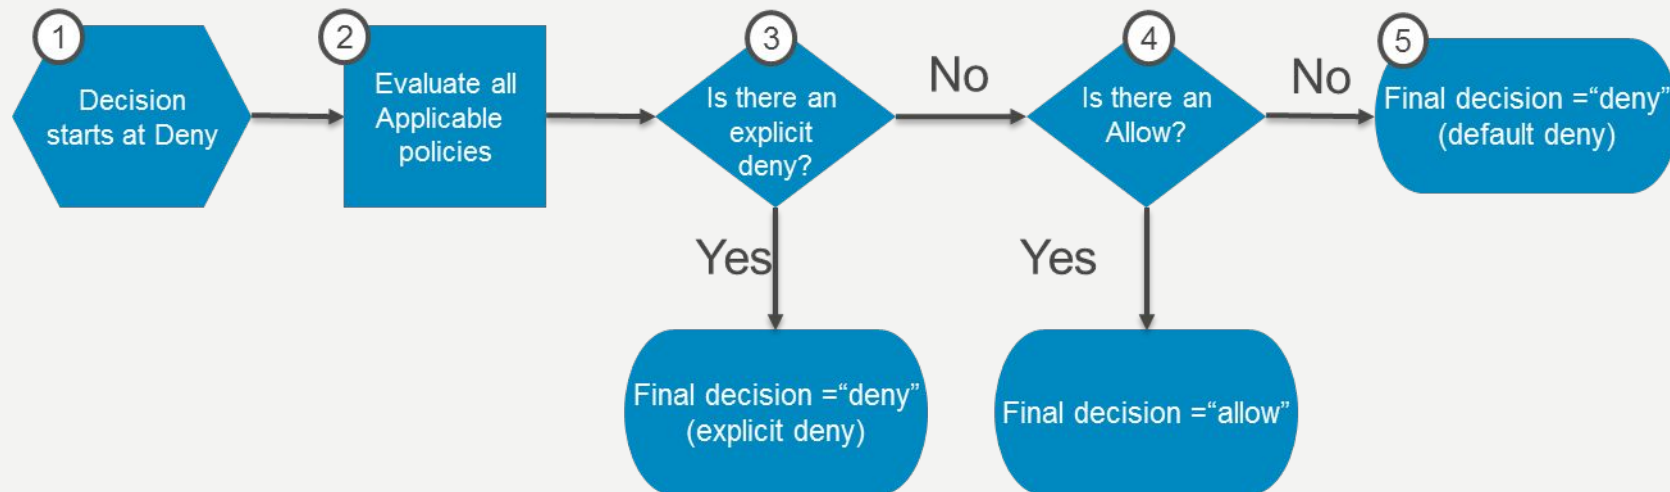 1
Decision
starts at Deny
2
Evaluate all
Applicable
policies
3
Is there an
explicit
deny?
No
4
Is there an
Allow?
No
5
Final decision =“deny”
(default deny)
Yes
Final decision =“deny”
(explicit deny)
Yes
Final decision =“allow”